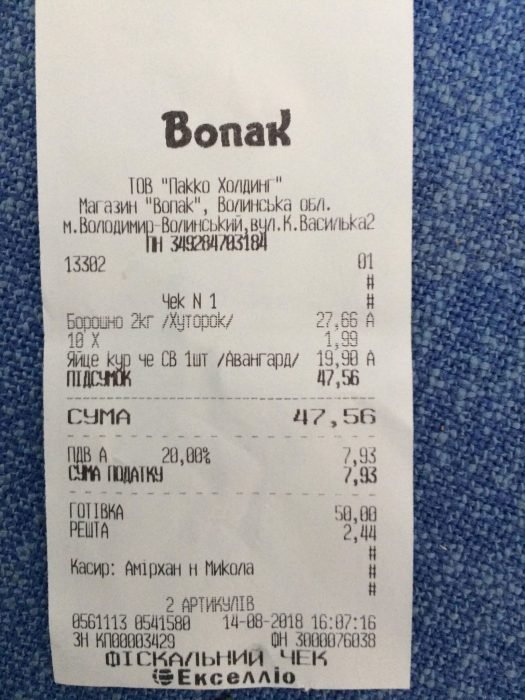 Вопак
ТОВ "Пакко Холдинг"
Магазин "Вопак", Волинська обл.
м.Володимир-Волинський,вул.К.Василька2
ПН 349284703184
13302 01
#
Чек N 1 #
Борошно 2кг /Хуторок/ 27,66 А
10 X 1,99
Яйце кур че СВ 1шт /Авангард/ 19,90 А
ПІДСУМОК 47,56
СУМА 47,56
ПДВ А 20,00% 7,93
СУМА ПОДАТКУ 7,93
ГОТІВКА 50,00
РЕШТА 2,44
#
Касир: Амірхан н Микола #
#
2 АРТИКУЛІВ
0561113 0541580 14-08-2018 16:07:16
ЗН КП00003429 ФН 3000076038
ФІСКАЛЬНИЙ ЧЕК
Екселліо